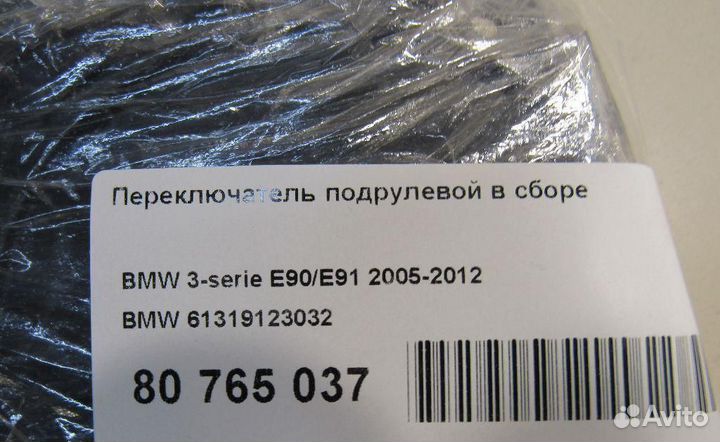 Переключатель подрулевой в сборе
BMW 3-serie E90/E91 2005-2012
BMW 61319123032
80 765 037
Avito